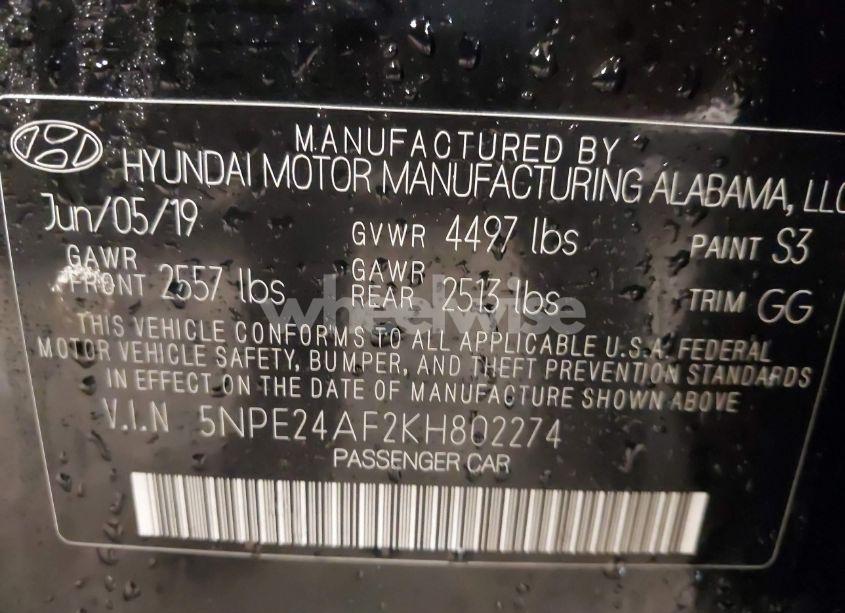 MANUFACTURED BY
HYUNDAI MOTOR MANUFACTURING ALABAMA, LLC
Jun/05/19 GVWR 4497 lbs PAINT S3
GAWR FRONT 2557 lbs GAWR REAR 2513 lbs TRIM GG
wheelwise
THIS VEHICLE CONFORMS TO ALL APPLICABLE U.S.A. FEDERAL
MOTOR VEHICLE SAFETY, BUMPER, AND THEFT PREVENTION STANDARDS
IN EFFECT ON THE DATE OF MANUFACTURE SHOWN ABOVE
V.I.N 5NPE24AF2KH802274
PASSENGER CAR